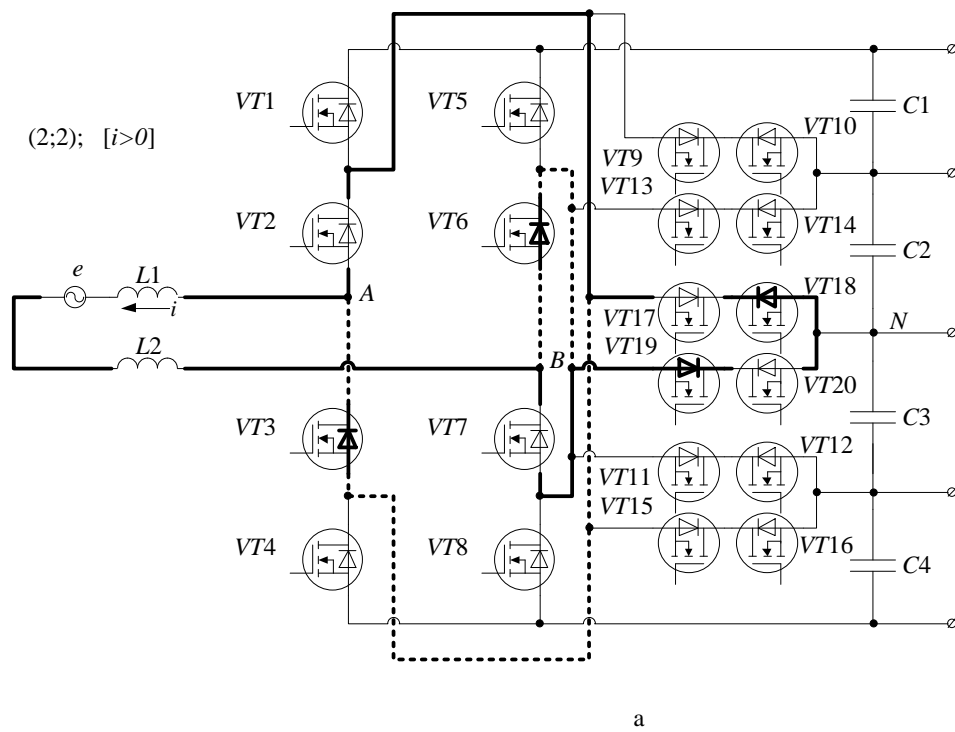 VT1
VT5
(2;2); [i>0]
VT9
VT10
VT13
C1
VT2
VT6
VT14
C2
e
L1
i
A
VT17
VT18
VT19
N
L2
B
VT20
VT3
VT7
C3
VT11
VT12
VT15
VT4
VT8
VT16
C4
a